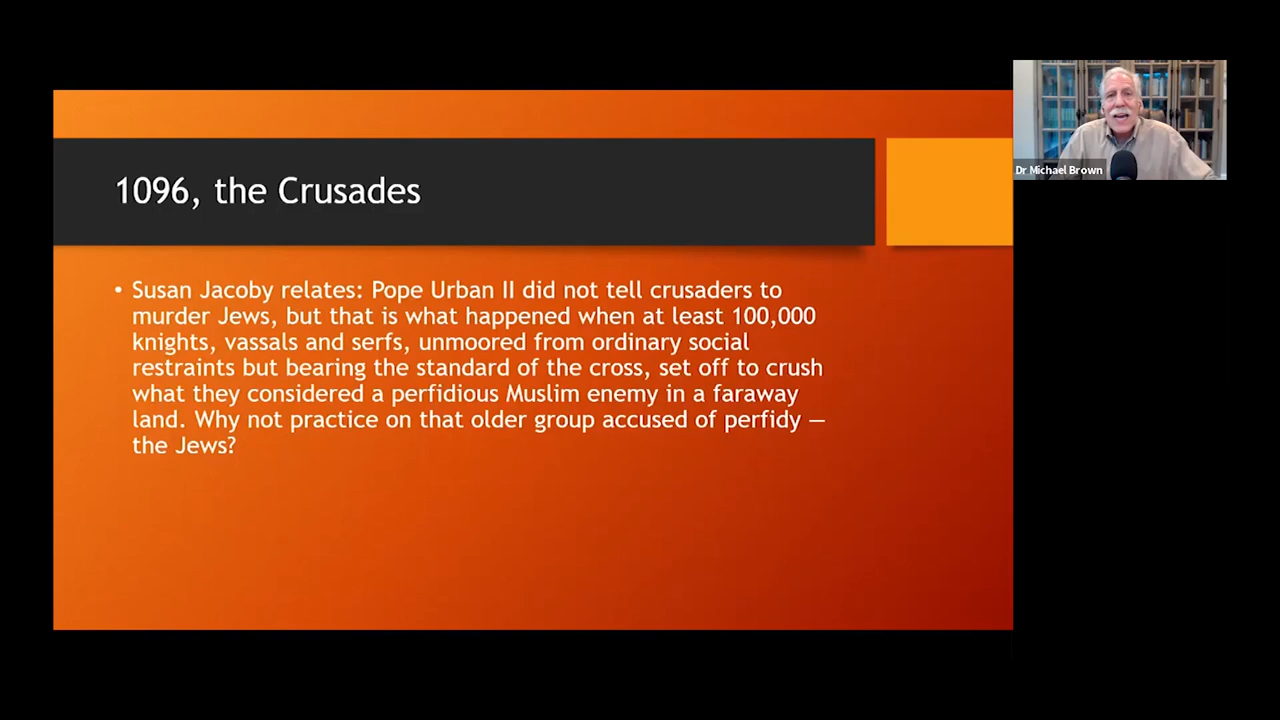 1096, the Crusades
• Susan Jacoby relates: Pope Urban II did not tell crusaders to
murder Jews, but that is what happened when at least 100,000
knights, vassals and serfs, unmoored from ordinary social
restraints but bearing the standard of the cross, set off to crush
what they considered a perfidious Muslim enemy in a faraway
land. Why not practice on that older group accused of perfidy —
the Jews?
Dr Michael Brown